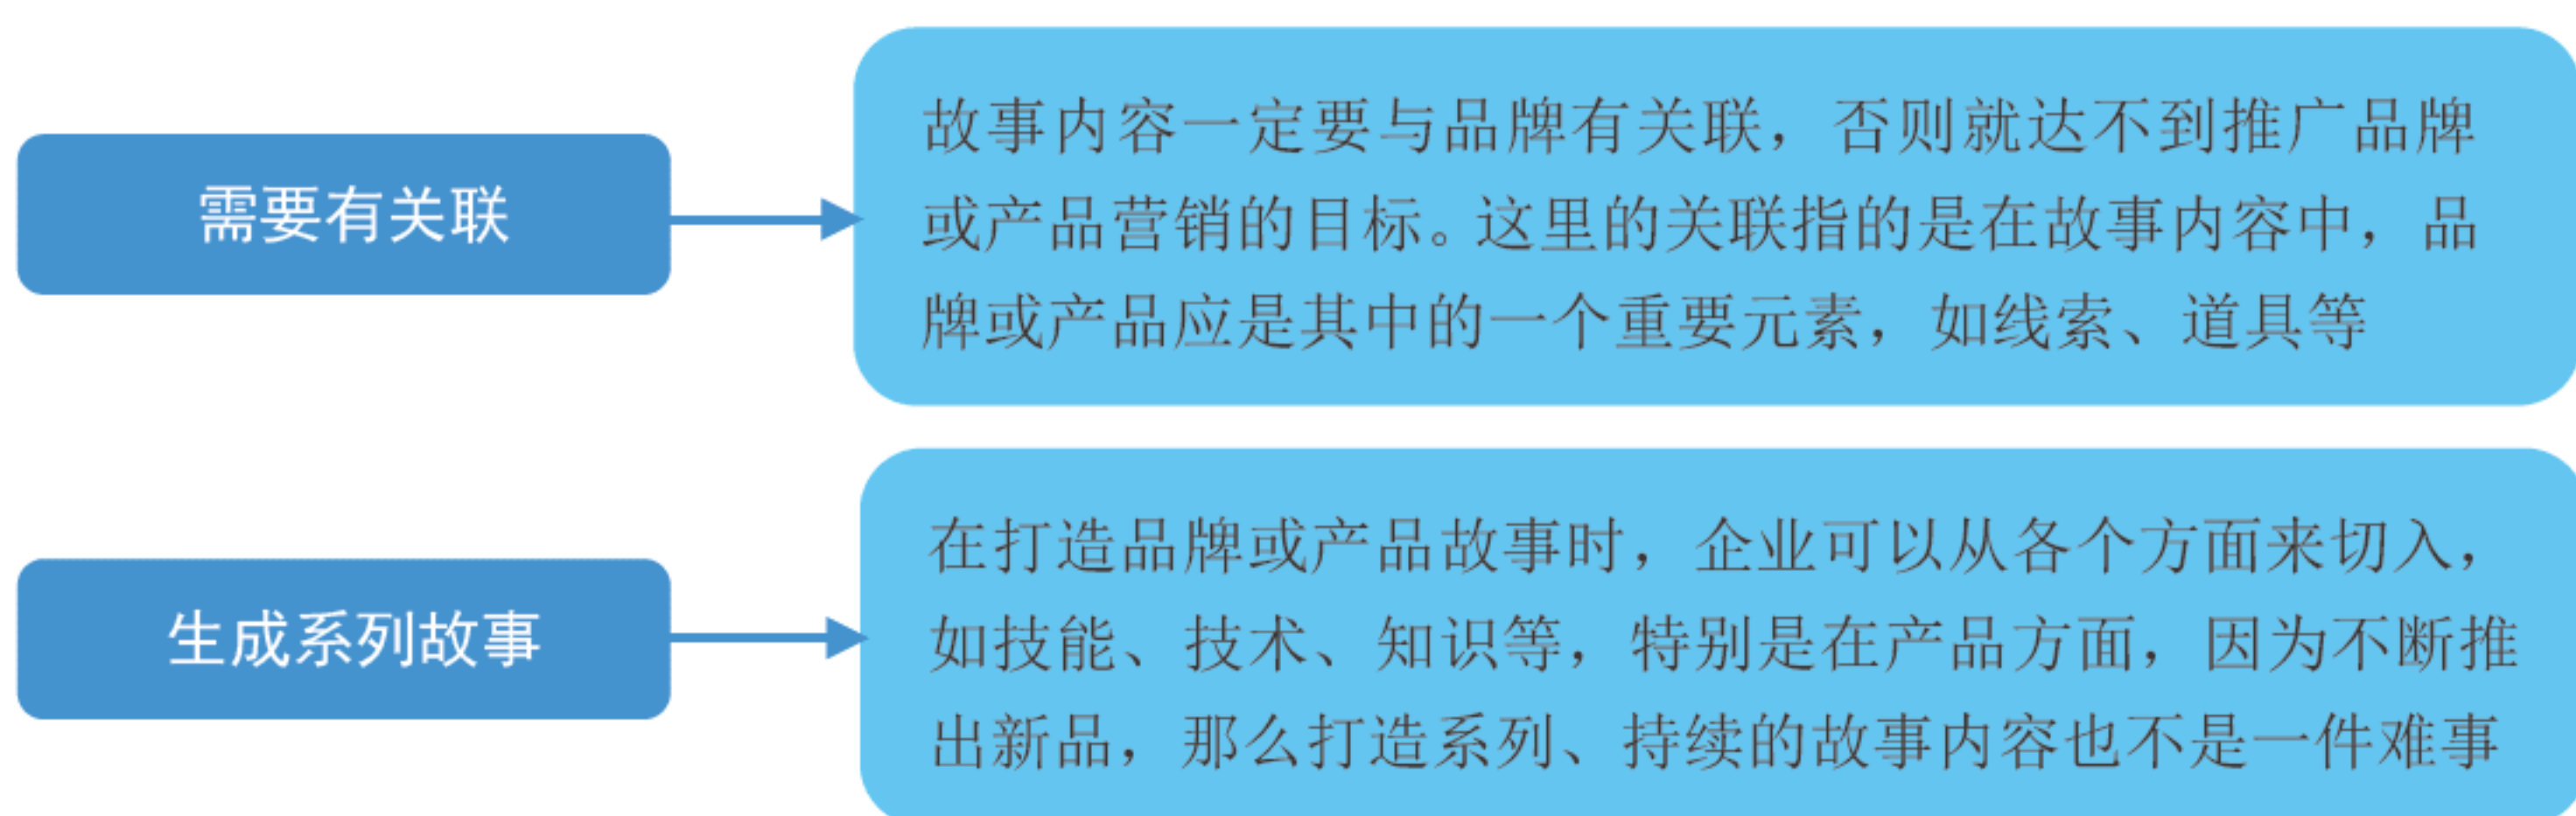 需要有关联
故事内容一定要与品牌有关联，否则就达不到推广品牌
或产品营销的目标。这里的关联指的是在故事内容中，品
牌或产品应是其中的一个重要元素，如线索、道具等
生成系列故事
在打造品牌或产品故事时，企业可以从各个方面来切入，
如技能、技术、知识等，特别是在产品方面，因为不断推
出新品，那么打造系列、持续的故事内容也不是一件难事